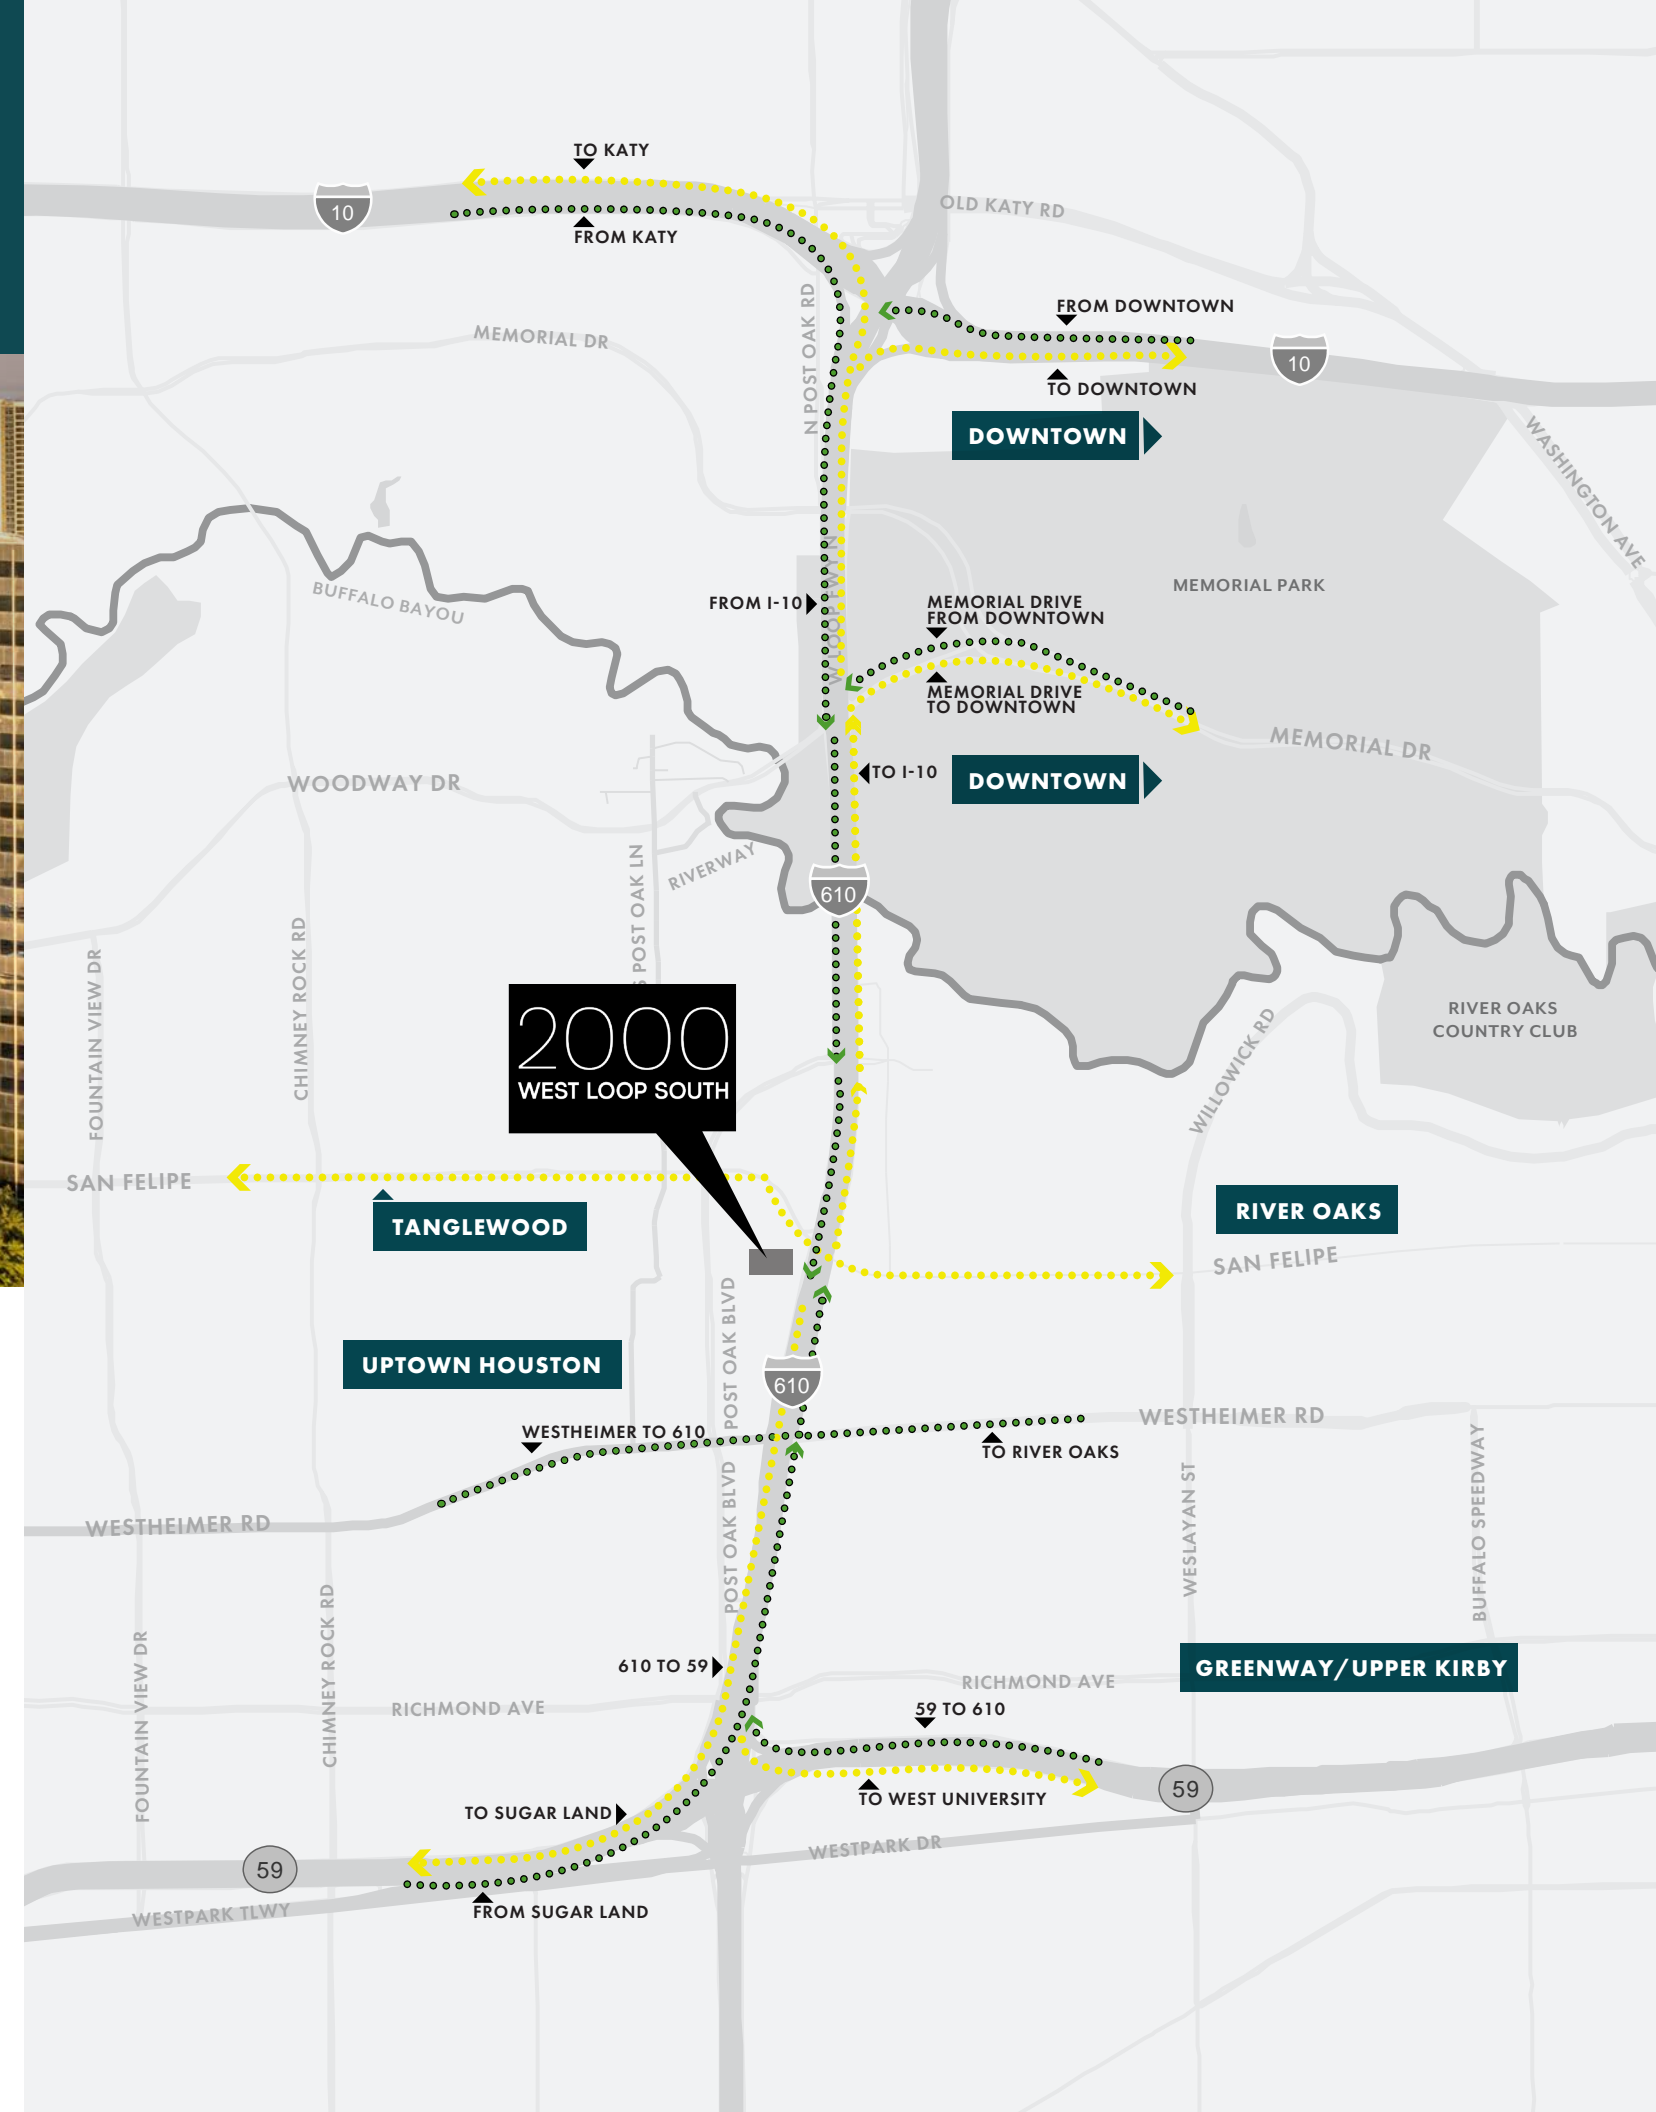 TO KATY
10
FROM KATY
OLD KATY RD
N POST OAK RD
FROM DOWNTOWN
MEMORIAL DR
10
TO DOWNTOWN
DOWNTOWN
WASHINGTON AVE
W LOOP FWY N
BUFFALO BAYOU
MEMORIAL PARK
FROM I-10
MEMORIAL DRIVE
FROM DOWNTOWN
MEMORIAL DRIVE
TO DOWNTOWN
MEMORIAL DR
TO I-10
DOWNTOWN
WOODWAY DR
RIVERWAY
610
S POST OAK LN
FOUNTAIN VIEW DR
CHIMNEY ROCK RD
2000
WEST LOOP SOUTH
RIVER OAKS
COUNTRY CLUB
WILLOWICK RD
SAN FELIPE
TANGLEWOOD
RIVER OAKS
SAN FELIPE
POST OAK BLVD
UPTOWN HOUSTON
610
WESTHEIMER TO 610
WESTHEIMER RD
TO RIVER OAKS
WESTHEIMER RD
POST OAK BLVD
WESLAYAN ST
BUFFALO SPEEDWAY
FOUNTAIN VIEW DR
CHIMNEY ROCK RD
610 TO 59
GREENWAY/UPPER KIRBY
RICHMOND AVE
RICHMOND AVE
59 TO 610
59
TO WEST UNIVERSITY
TO SUGAR LAND
WESTPARK DR
59
FROM SUGAR LAND
WESTPARK TLWY